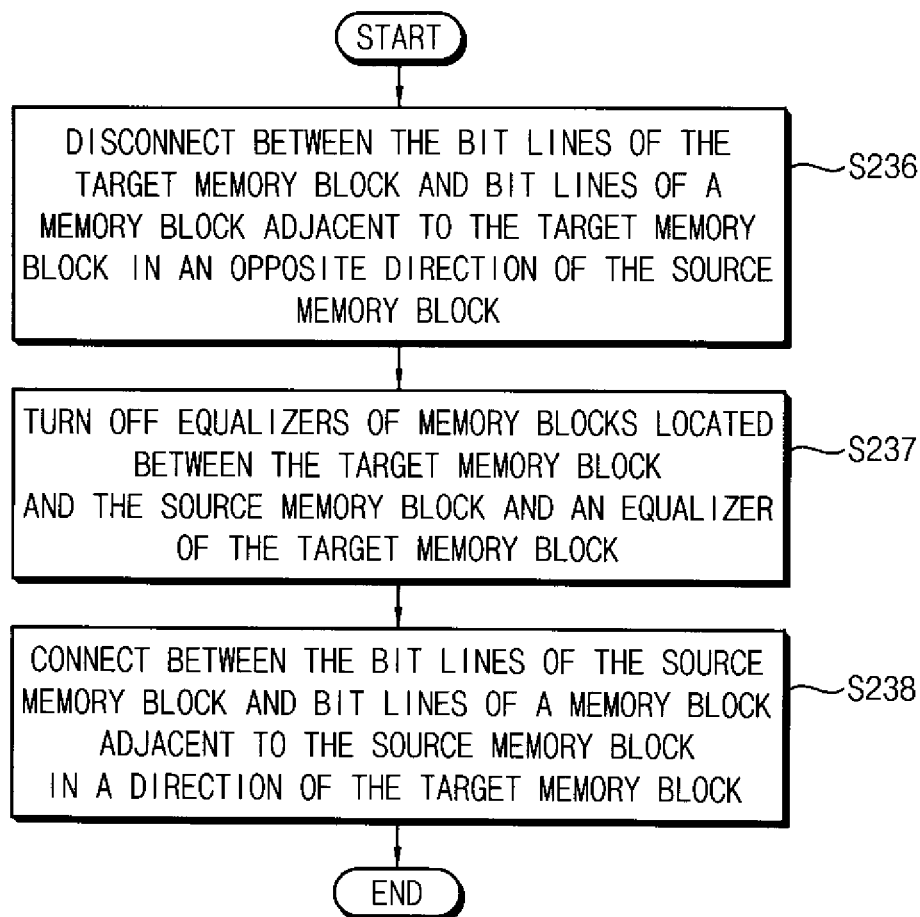 START
DISCONNECT BETWEEN THE BIT LINES OF THE
TARGET MEMORY BLOCK AND BIT LINES OF A
MEMORY BLOCK ADJACENT TO THE TARGET MEMORY
BLOCK IN AN OPPOSITE DIRECTION OF THE SOURCE
MEMORY BLOCK
S236
TURN OFF EQUALIZERS OF MEMORY BLOCKS LOCATED
BETWEEN THE TARGET MEMORY BLOCK
AND THE SOURCE MEMORY BLOCK AND AN EQUALIZER
OF THE TARGET MEMORY BLOCK
S237
CONNECT BETWEEN THE BIT LINES OF THE SOURCE
MEMORY BLOCK AND BIT LINES OF A MEMORY BLOCK
ADJACENT TO THE SOURCE MEMORY BLOCK
IN A DIRECTION OF THE TARGET MEMORY BLOCK
S238
END